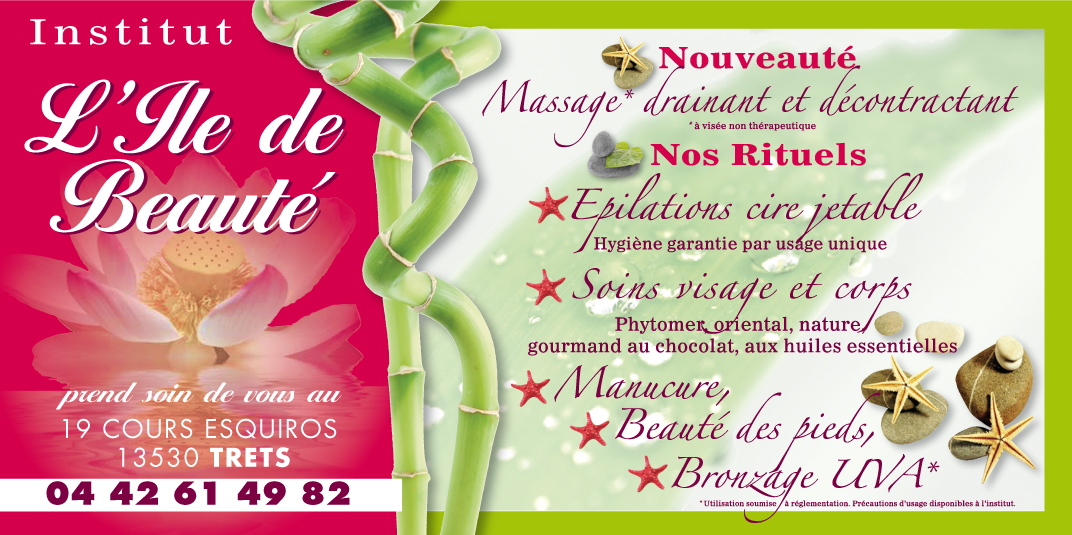 Institut
L'Ile de
Beauté
prend soin de vous au
19 COURS ESQUIROS
13530 TRETS
04 42 61 49 82
Nouveauté
Massage* drainant et décontractant
* à visée non thérapeutique
Nos Rituels
Epilations cire jetable
Hygiène garantie par usage unique
Soins visage et corps
Phytomer, oriental, nature,
gourmand au chocolat, aux huiles essentielles
Manucure,
Beauté des pieds,
Bronzage UVA*
* Utilisation soumise à réglementation. Précautions d'usage disponibles à l'institut.